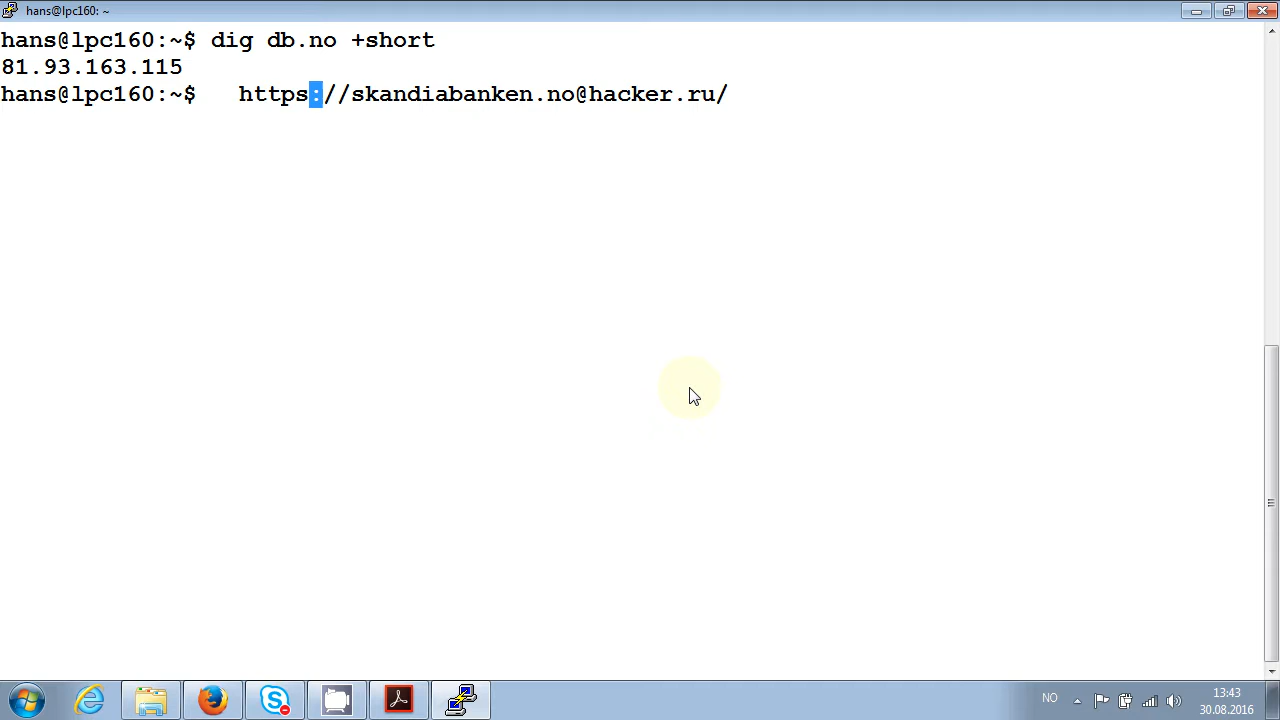 hans@lpc160: ~
hans@lpc160:~$ dig db.no +short
81.93.163.115
hans@lpc160:~$   https://skandiabanken.no@hacker.ru/
NO
13:43
30.08.2016